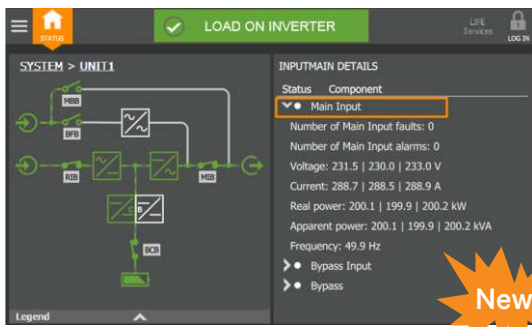 STATUS
LOAD ON INVERTER
LIFE
Services
LOG IN
SYSTEM > UNIT1
MBB
BFB
RIB
MIB
B
BCB
Legend
INPUTMAIN DETAILS
Status Component
Main Input
Number of Main Input faults: 0
Number of Main Input alarms: 0
Voltage: 231.5 | 230.0 | 233.0 V
Current: 288.7 | 288.5 | 288.9 A
Real power: 200.1 | 199.9 | 200.2 kW
Apparent power: 200.1 | 199.9 | 200.2 kVA
Frequency: 49.9 Hz
Bypass Input
Bypass
New